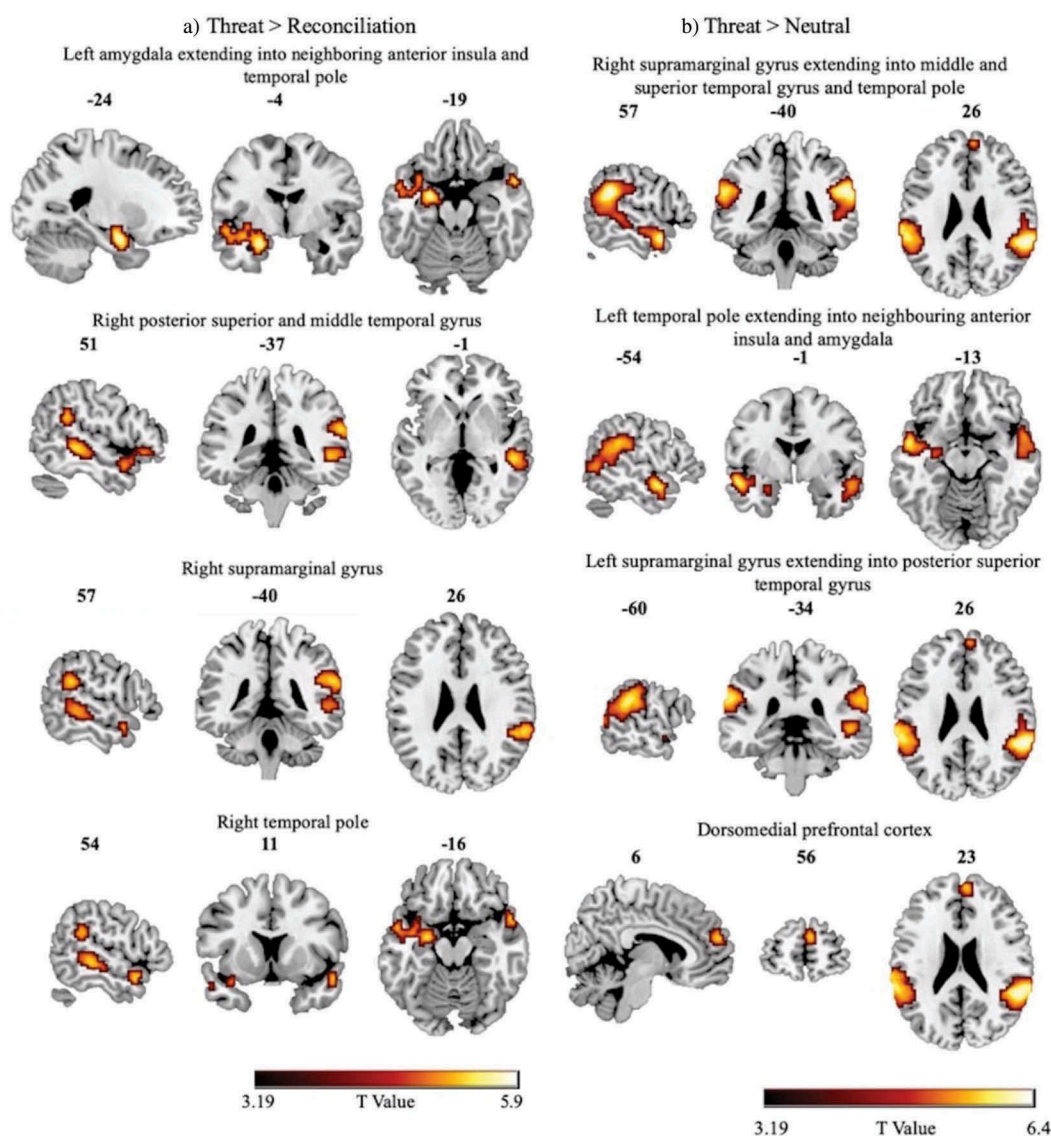 a) Threat > Reconciliation
Left amygdala extending into neighboring anterior insula and
temporal pole
-24
-4
-19
Right posterior superior and middle temporal gyrus
51
-37
-1
Right supramarginal gyrus
57
-40
26
Right temporal pole
54
11
-16
3.19
T Value
5.9
b) Threat > Neutral
Right supramarginal gyrus extending into middle and
superior temporal gyrus and temporal pole
57
-40
26
Left temporal pole extending into neighbouring anterior
insula and amygdala
-54
-1
-13
Left supramarginal gyrus extending into posterior superior
temporal gyrus
-60
-34
26
Dorsomedial prefrontal cortex
6
56
23
3.19
T Value
6.4